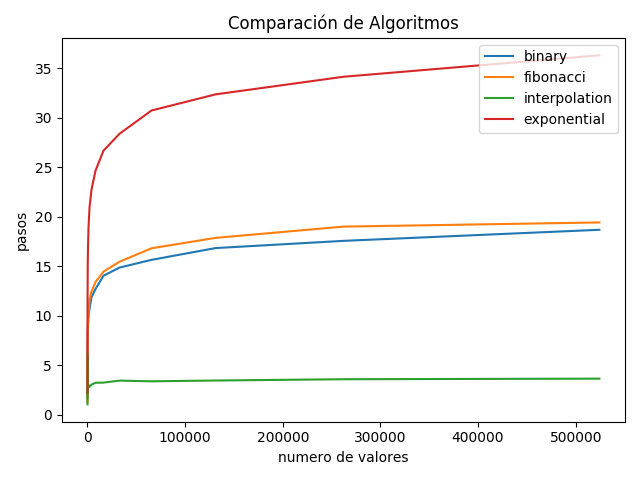 Comparación de Algoritmos
binary
fibonacci
interpolation
exponential
pasos
35
30
25
20
15
10
5
0
0 100000 200000 300000 400000 500000
numero de valores